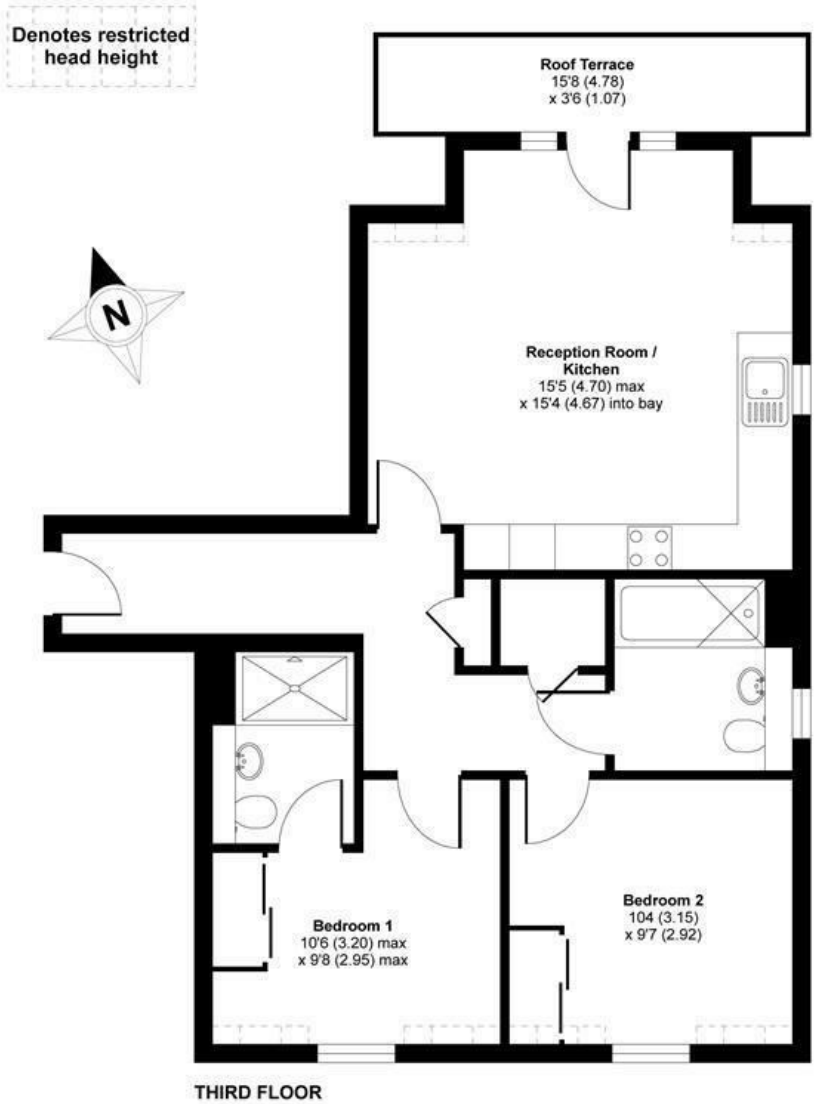 Denotes restricted
head height
Roof Terrace
15'8 (4.78)
x 3'6 (1.07)
N
Reception Room /
Kitchen
15'5 (4.70) max
x 15'4 (4.67) into bay
Bedroom 1
10'6 (3.20) max
x 9'8 (2.95) max
Bedroom 2
104 (3.15)
x 9'7 (2.92)
THIRD FLOOR